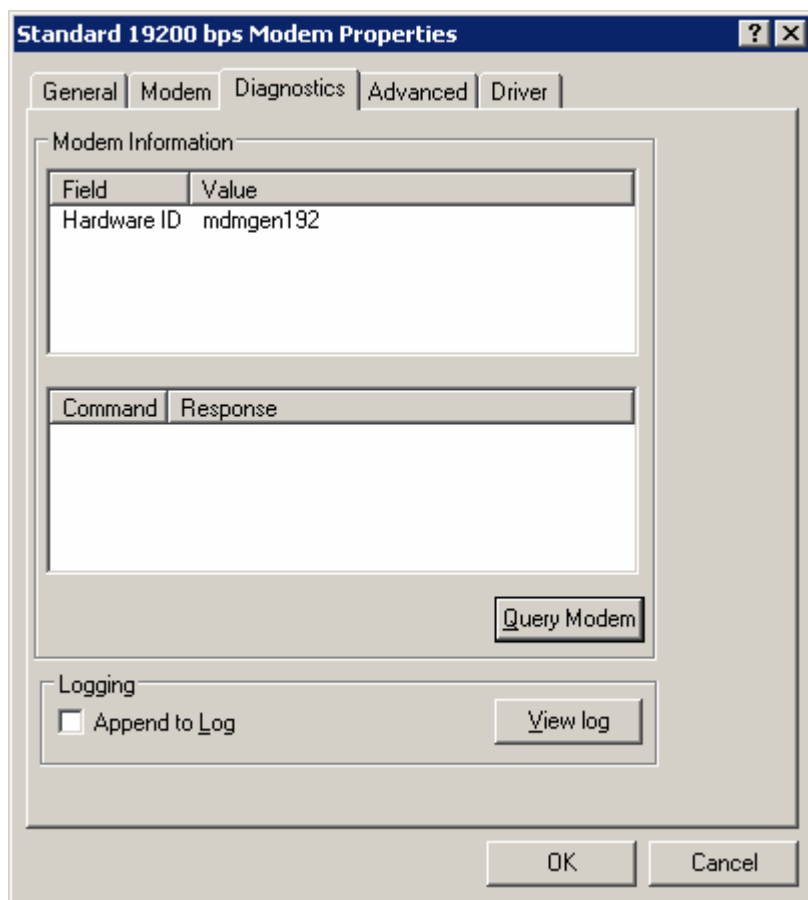 Standard 19200 bps Modem Properties
General Modem Diagnostics Advanced Driver
Modem Information
Field Value
Hardware ID mdmgen192
Command Response
Query Modem
Logging
Append to Log View log
OK Cancel